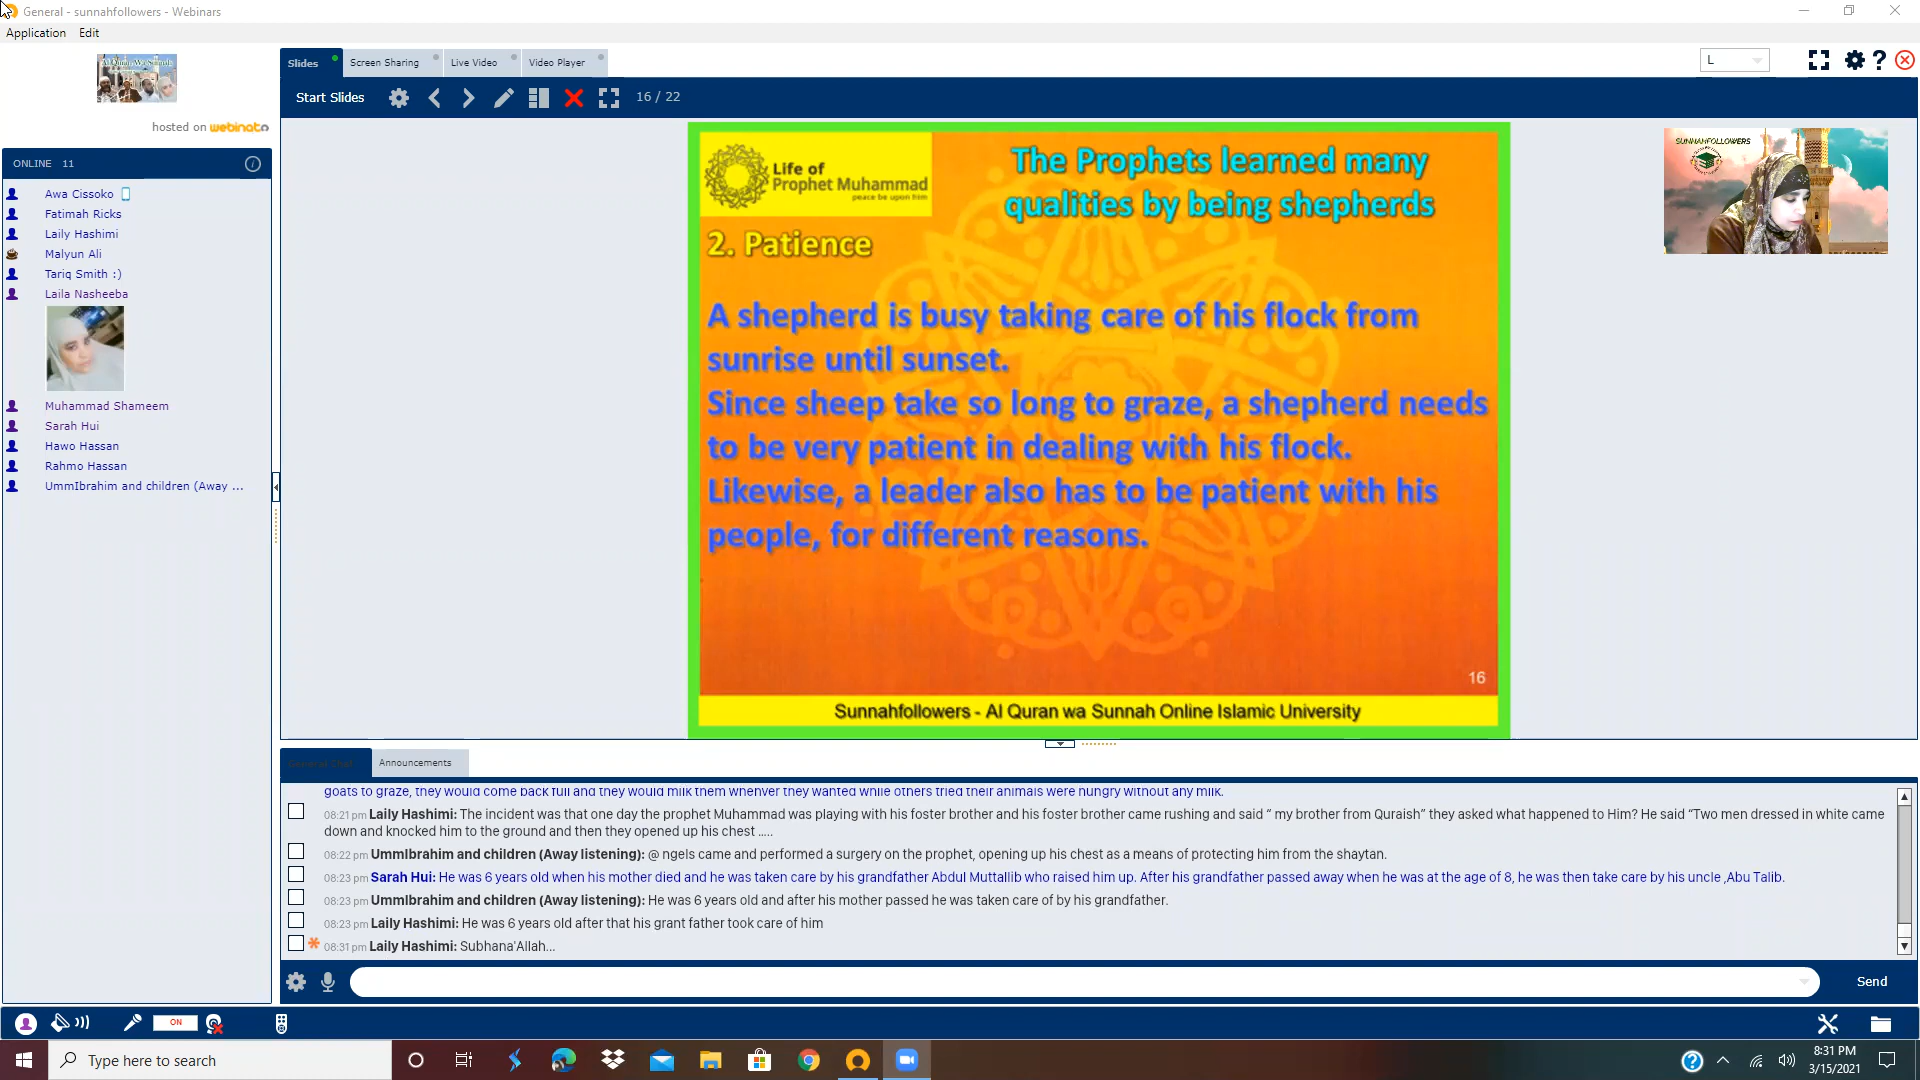 General - sunnahfollowers - Webinars
Application Edit
hosted on webinato
ONLINE 11
Awa Cissoko
Fatimah Ricks
Laily Hashimi
Malyun Ali
Tariq Smith :)
Laila Nasheeba
Muhammad Shameem
Sarah Hui
Hawo Hassan
Rahmo Hassan
UmmIbrahim and children (Away ...
Slides Screen Sharing Live Video Video Player
L
Start Slides 16 / 22
Life of
Prophet Muhammad
peace be upon him
The Prophets learned many
qualities by being shepherds
2. Patience
A shepherd is busy taking care of his flock from
sunrise until sunset.
Since sheep take so long to graze, a shepherd needs
to be very patient in dealing with his flock.
Likewise, a leader also has to be patient with his
people, for different reasons.
16
Sunnahfollowers - Al Quran wa Sunnah Online Islamic University
SUNNAHFOLLOWERS
General Chat Announcements
goats to graze, they would come back full and they would milk them whenver they wanted while others tried their animals were hungry without any milk.
08:21 pm Laily Hashimi: The incident was that one day the prophet Muhammad was playing with his foster brother and his foster brother came rushing and said “ my brother from Quraish” they asked what happened to Him? He said “Two men dressed in white came
down and knocked him to the ground and then they opened up his chest .....
08:22 pm UmmIbrahim and children (Away listening): @ ngels came and performed a surgery on the prophet, opening up his chest as a means of protecting him from the shaytan.
08:23 pm Sarah Hui: He was 6 years old when his mother died and he was taken care by his grandfather Abdul Muttallib who raised him up. After his grandfather passed away when he was at the age of 8, he was then take care by his uncle ,Abu Talib.
08:23 pm UmmIbrahim and children (Away listening): He was 6 years old and after his mother passed he was taken care of by his grandfather.
08:23 pm Laily Hashimi: He was 6 years old after that his grant father took care of him
08:31 pm Laily Hashimi: Subhana'Allah...
Send
ON
Type here to search
8:31 PM
3/15/2021